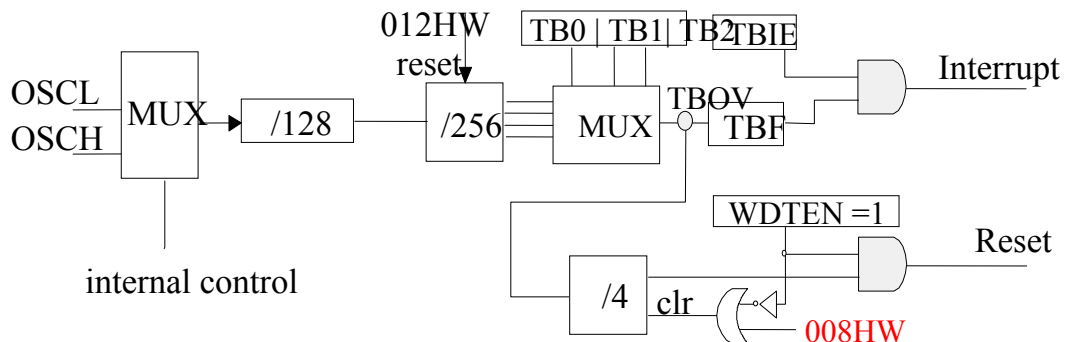 012HW
reset
TB0 | TB1| TB2
TBIE
Interrupt
OSCL
OSCH
MUX
/128
/256
MUX
TBOV
TBF
WDTEN =1
Reset
internal control
/4
clr
008HW